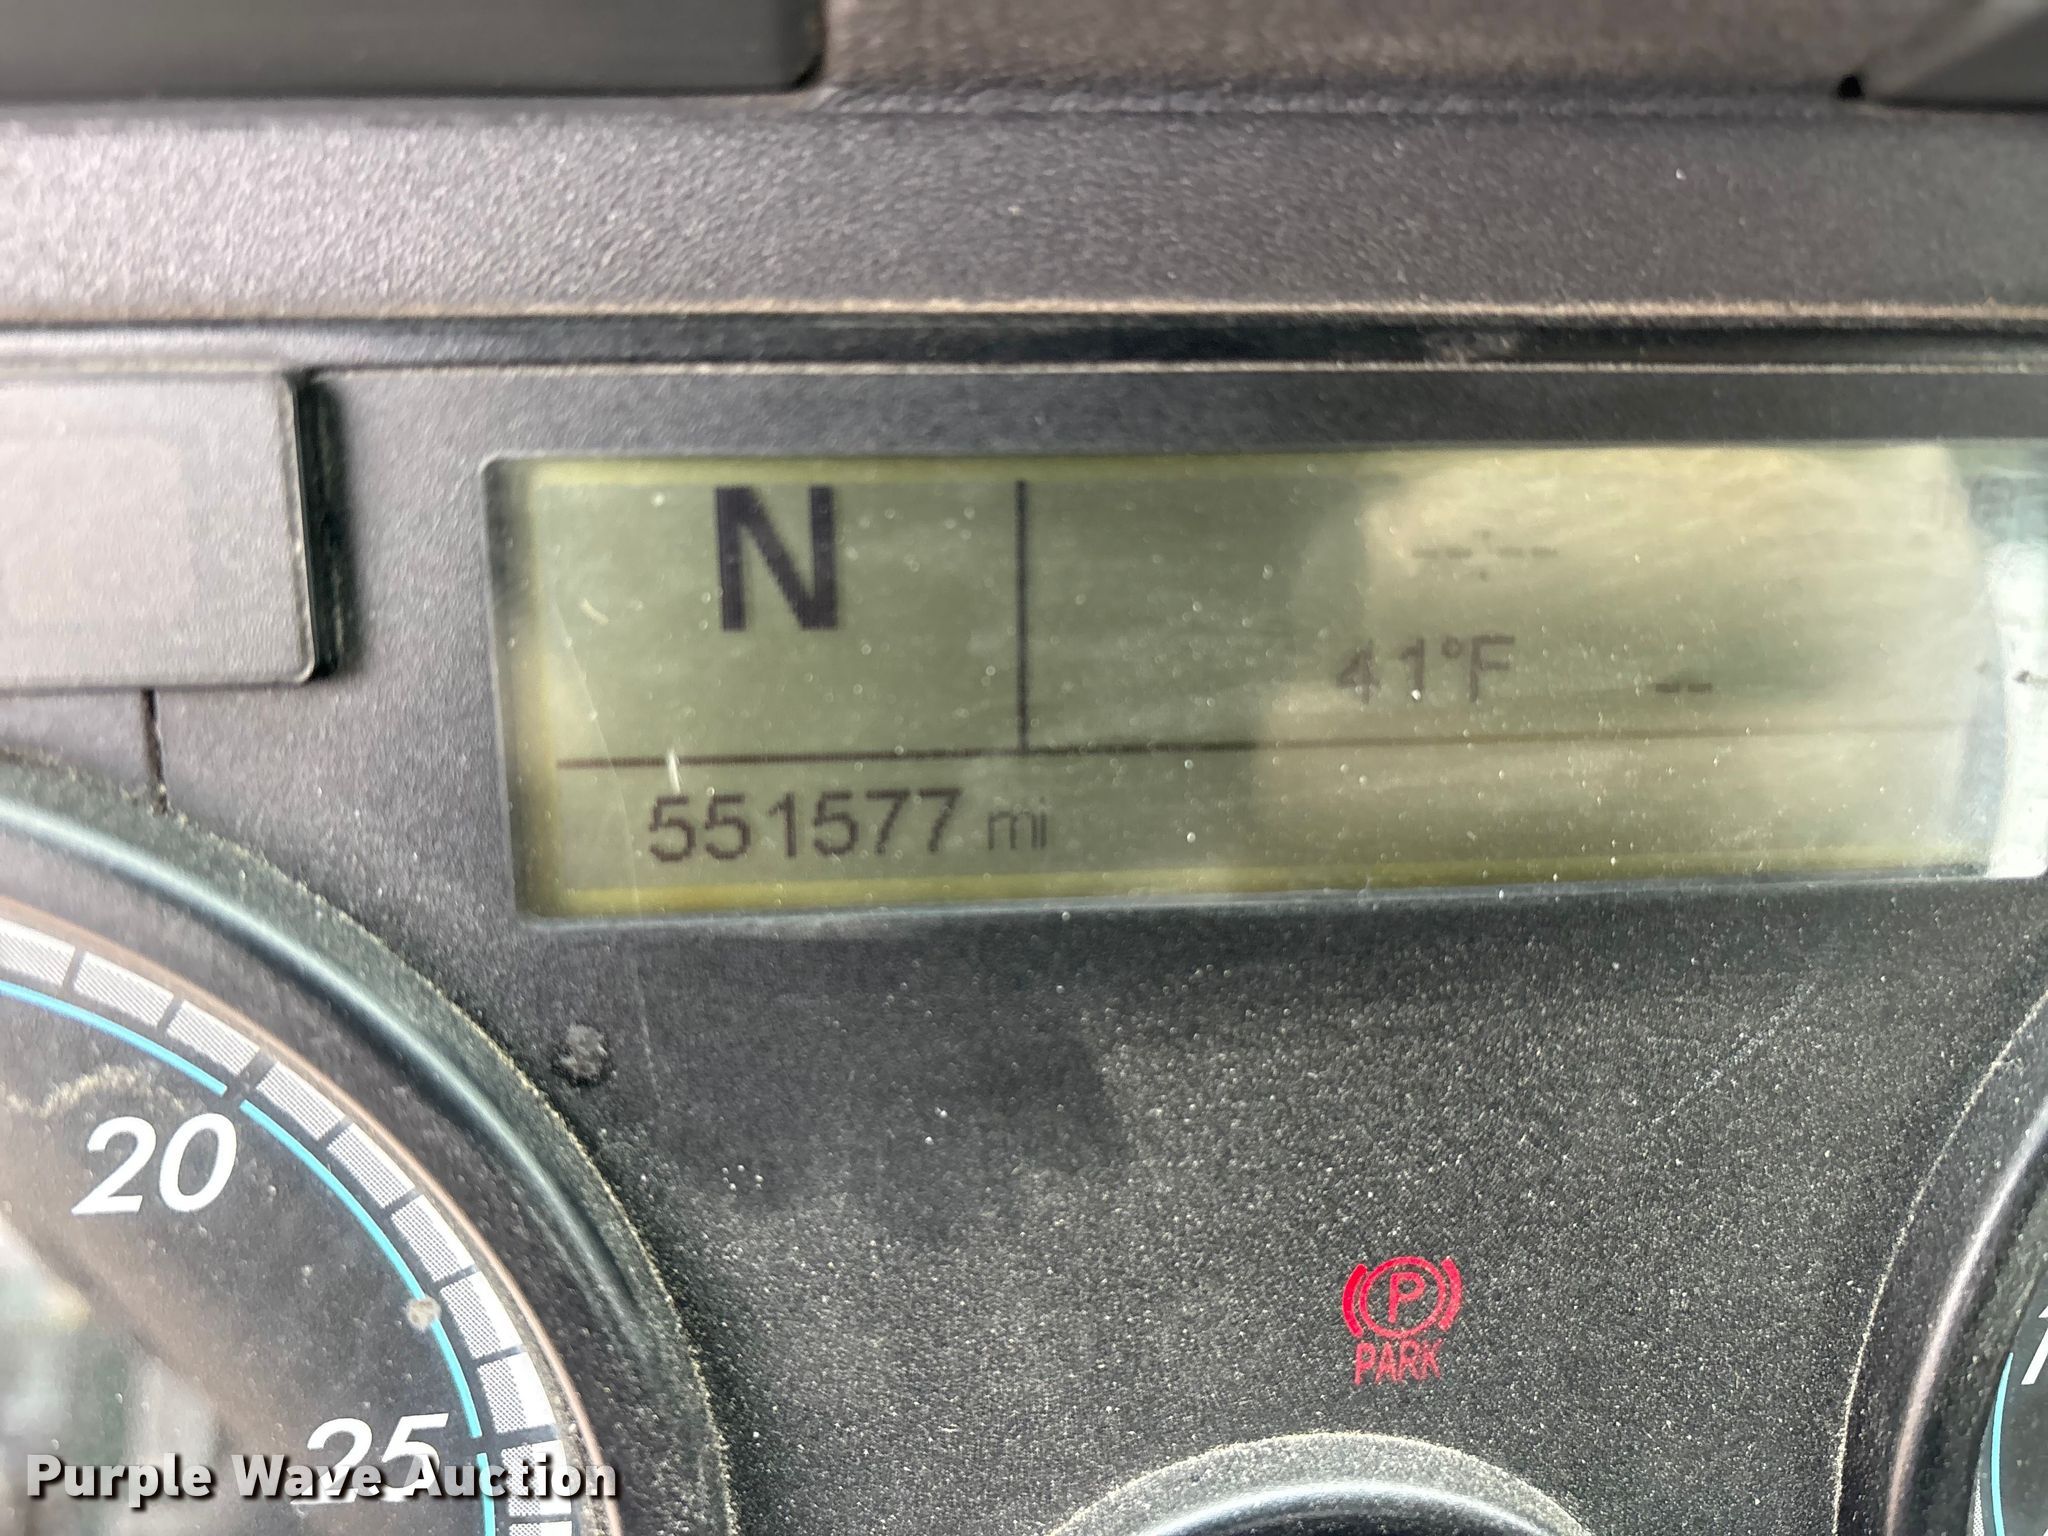 N
--:--
41°F
--
551577 mi
20
25
P
PARK
Purple Wave Auction